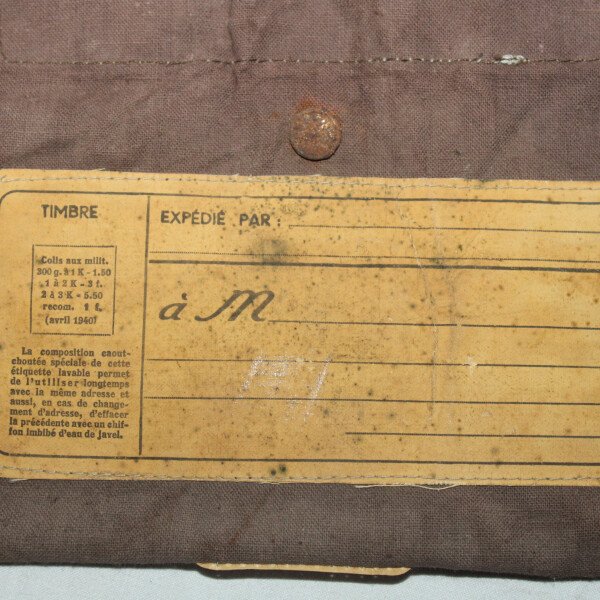 TIMBRE
Colis aux milit.
300 g. à 1 K - 1.50
1 à 2 K - 3 f.
2 à 3 K - 5.50
recom. 1 f.
(avril 1940)
La composition caout-
choutée spéciale de cette
étiquette lavable permet
de l'utiliser longtemps
avec la même adresse et
aussi, en cas de change-
ment d'adresse, d'effacer
la précédente avec un chif-
fon imbibé d'eau de javel.
EXPÉDIÉ PAR :
à M